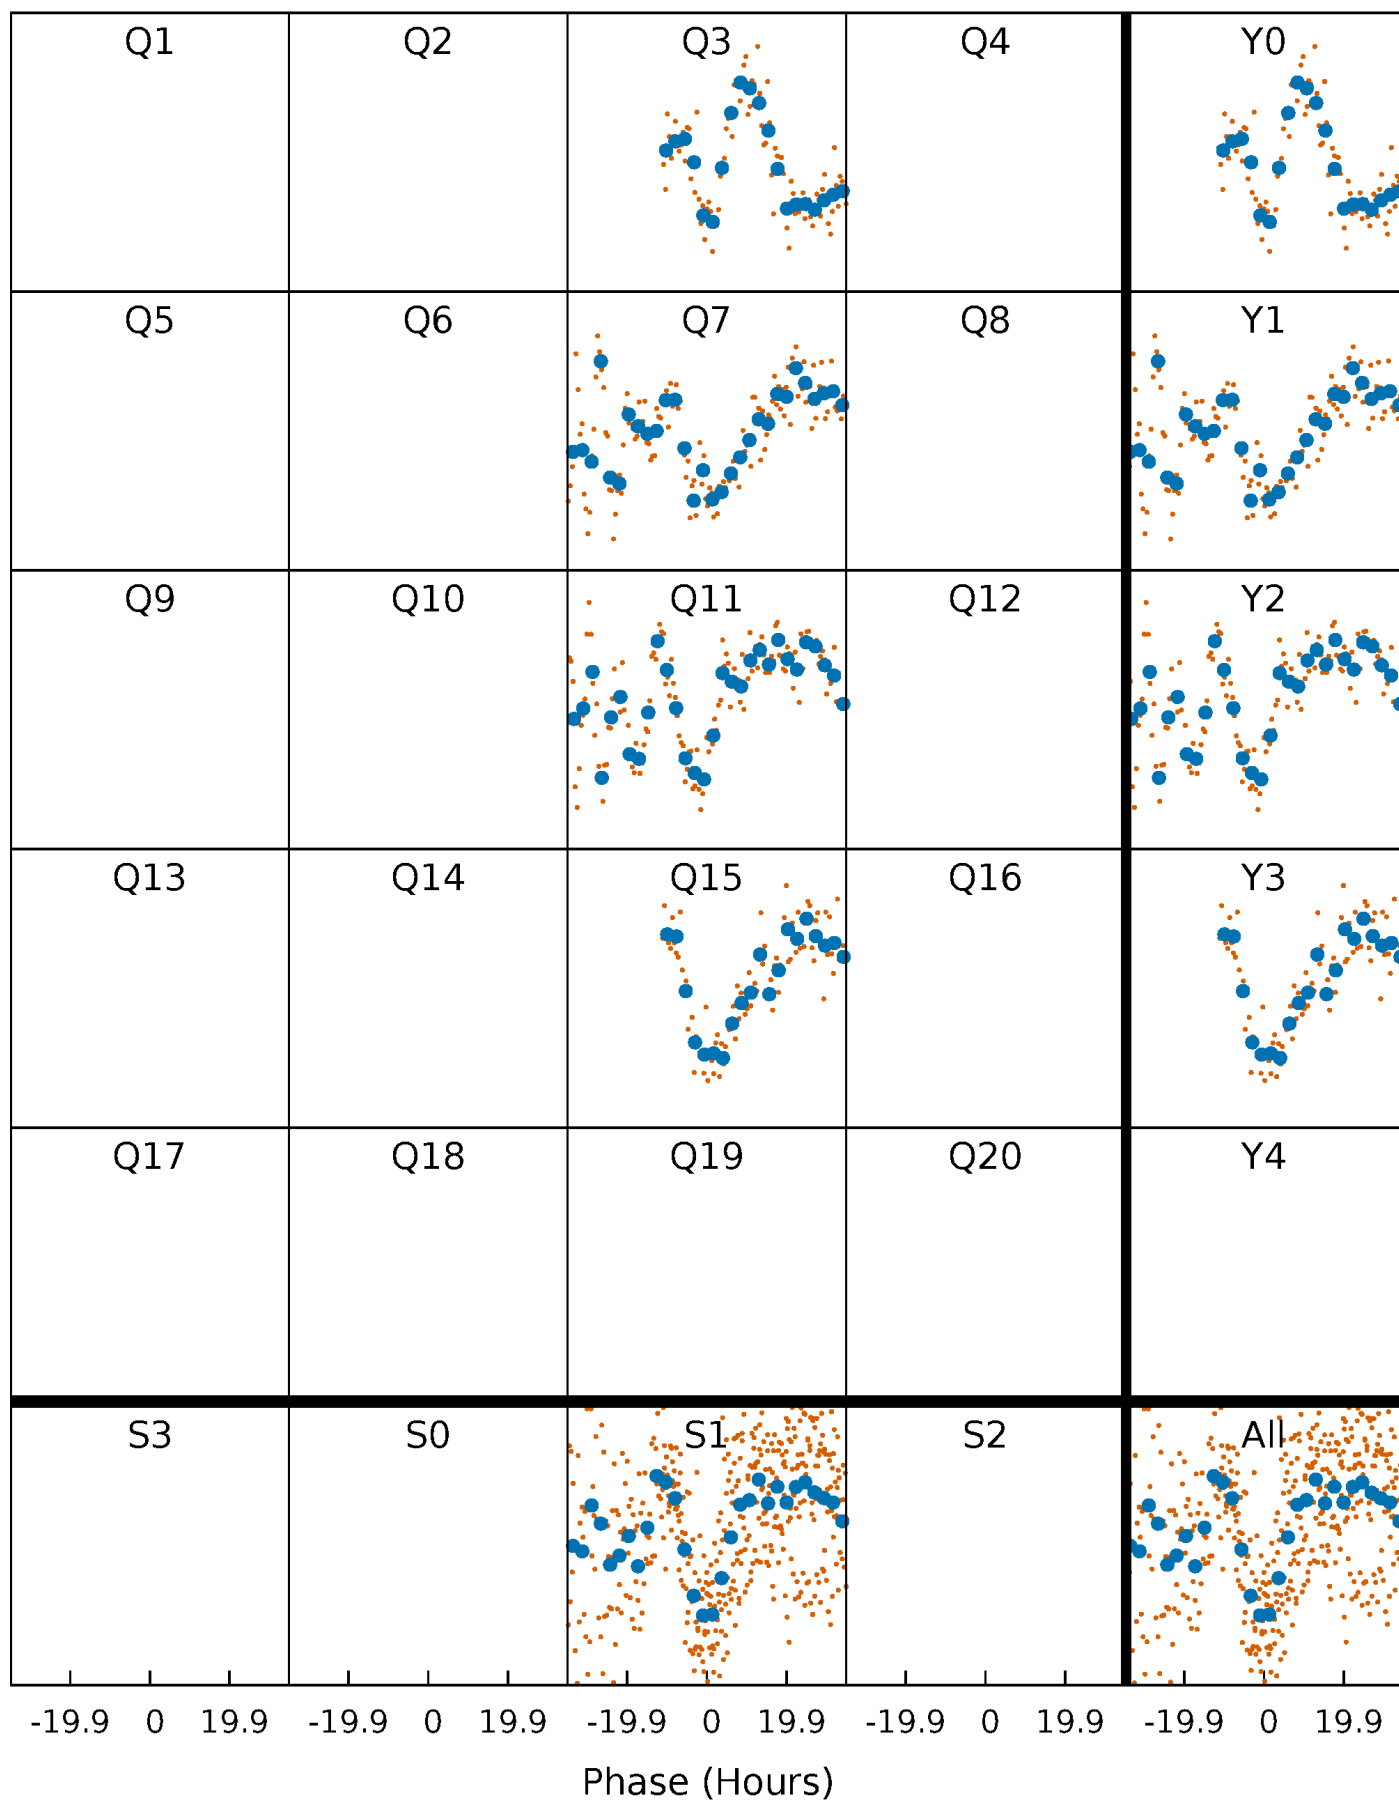 Q1 Q2 Q3 Q4 Y0
Q5 Q6 Q7 Q8 Y1
Q9 Q10 Q11 Q12 Y2
Q13 Q14 Q15 Q16 Y3
Q17 Q18 Q19 Q20 Y4
S3 S0 S1 S2 All
-19.9 0 19.9 -19.9 0 19.9 -19.9 0 19.9 -19.9 0 19.9 -19.9 0 19.9
Phase (Hours)